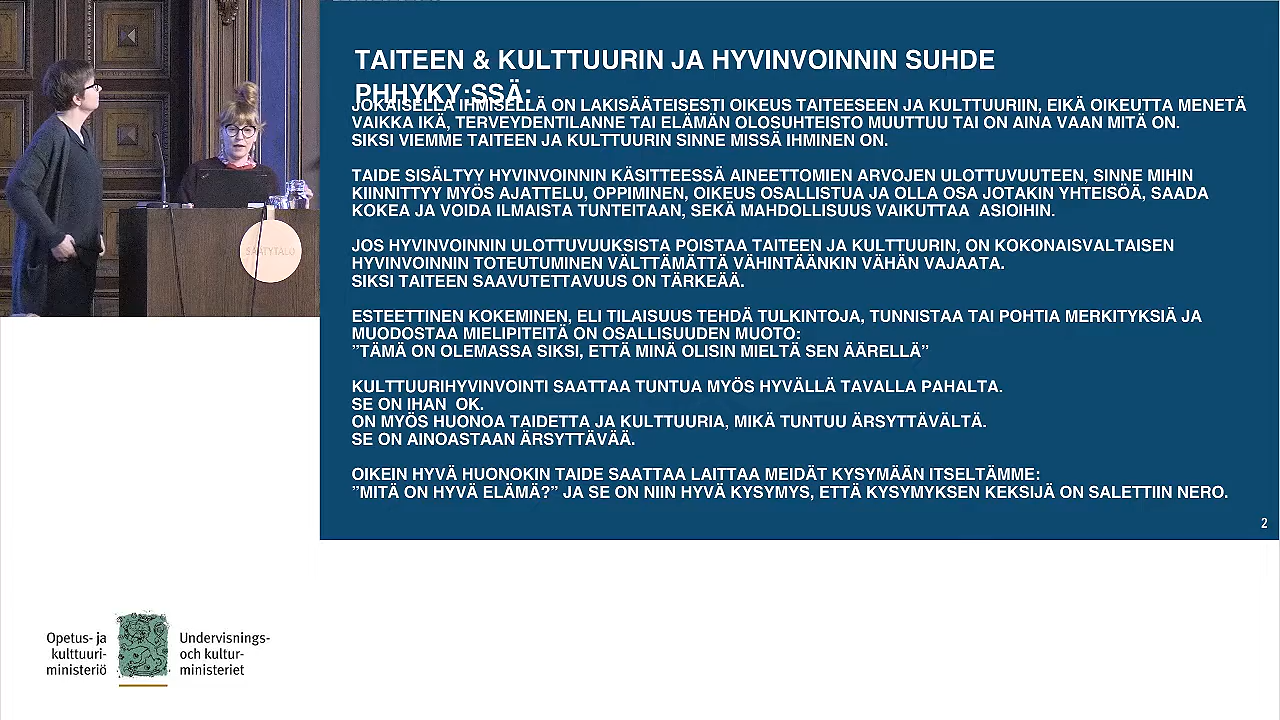 TAITEEN & KULTTUURIN JA HYVINVOINNIN SUHDE
PHHYKY:SSÄ:
JOKAISELLA IHMISELLÄ ON LAKISÄÄTEISESTI OIKEUS TAITEESEEN JA KULTTUURIIN, EIKÄ OIKEUTTA MENETÄ
VAIKKA IKÄ, TERVEYDENTILANNE TAI ELÄMÄN OLOSUHTEISTO MUUTTUU TAI ON AINA VAAN MITÄ ON.
SIKSI VIEMME TAITEEN JA KULTTUURIN SINNE MISSÄ IHMINEN ON.
TAIDE SISÄLTYY HYVINVOINNIN KÄSITTEESSÄ AINEETTOMIEN ARVOJEN ULOTTUVUUTEEN, SINNE MIHIN
KIINNITTYY MYÖS AJATTELU, OPPIMINEN, OIKEUS OSALLISTUA JA OLLA OSA JOTAKIN YHTEISÖÄ, SAADA
KOKEA JA VOIDA ILMAISTA TUNTEITAAN, SEKÄ MAHDOLLISUUS VAIKUTTAA ASIOIHIN.
JOS HYVINVOINNIN ULOTTUVUUKSISTA POISTAA TAITEEN JA KULTTUURIN, ON KOKONAISVALTAISEN
HYVINVOINNIN TOTEUTUMINEN VÄLTTÄMÄTTÄ VÄHINTÄÄNKIN VÄHÄN VAJAATA.
SIKSI TAITEEN SAAVUTETTAVUUS ON TÄRKEÄÄ.
ESTEETTINEN KOKEMINEN, ELI TILAISUUS TEHDÄ TULKINTOJA, TUNNISTAA TAI POHTIA MERKITYKSIÄ JA
MUODOSTAA MIELIPITEITÄ ON OSALLISUUDEN MUOTO:
”TÄMÄ ON OLEMASSA SIKSI, ETTÄ MINÄ OLISIN MIELTÄ SEN ÄÄRELLÄ”
KULTTUURIHYVINVOINTI SAATTAA TUNTUA MYÖS HYVÄLLÄ TAVALLA PAHALTA.
SE ON IHAN OK.
ON MYÖS HUONOA TAIDETTA JA KULTTUURIA, MIKÄ TUNTUU ÄRSYTTÄVÄLTÄ.
SE ON AINOASTAAN ÄRSYTTÄVÄÄ.
OIKEIN HYVÄ HUONOKIN TAIDE SAATTAA LAITTAA MEIDÄT KYSYMÄÄN ITSELTÄMME:
”MITÄ ON HYVÄ ELÄMÄ?” JA SE ON NIIN HYVÄ KYSYMYS, ETTÄ KYSYMYKSEN KEKSIJÄ ON SALETTIIN NERO.
2
SÄÄTYTALO
Opetus- ja
kulttuuri-
ministeriö
Undervisnings-
och kultur-
ministeriet